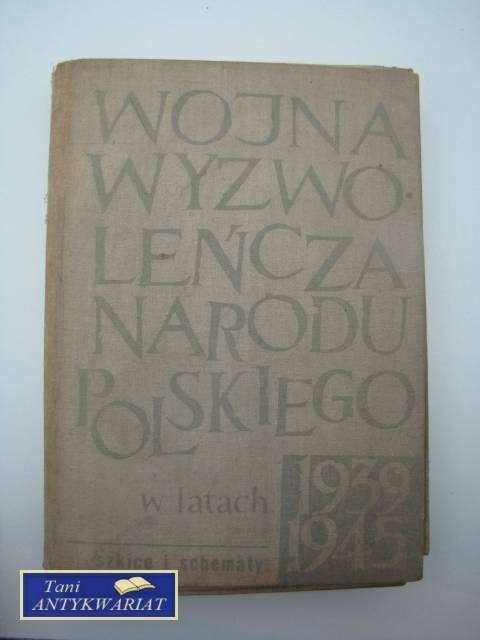 WOJNA
WYZWO-
LEŃCZA
NARODU
POLSKIEGO
w latach
1939
1945
Szkice i schematy
Tani
ANTYKWARIAT